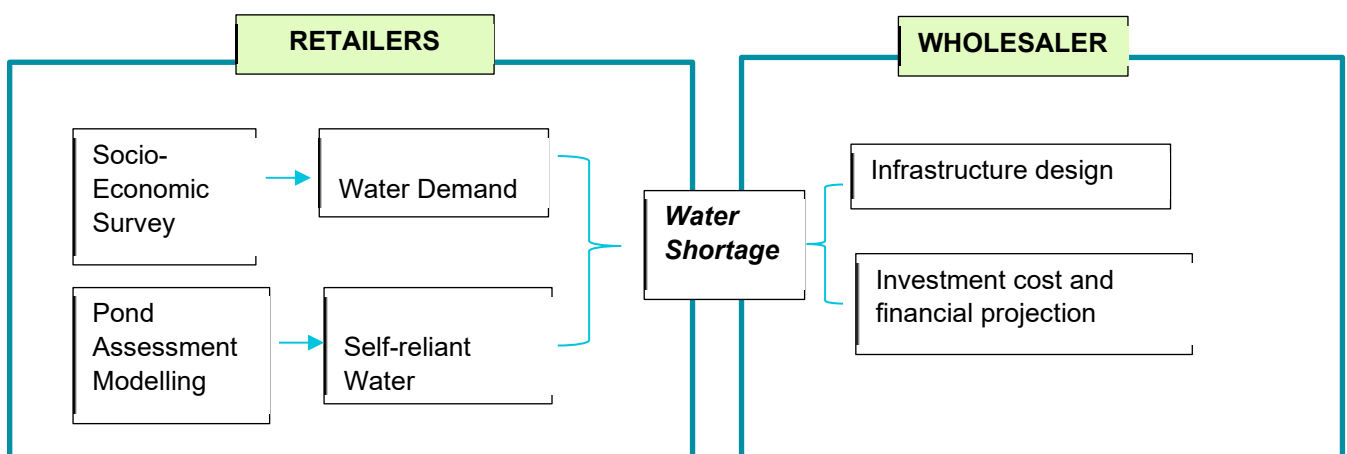 RETAILERS
WHOLESALER
Socio-
Economic
Survey
Water Demand
Pond
Assessment
Modelling
Self-reliant
Water
Water
Shortage
Infrastructure design
Investment cost and
financial projection